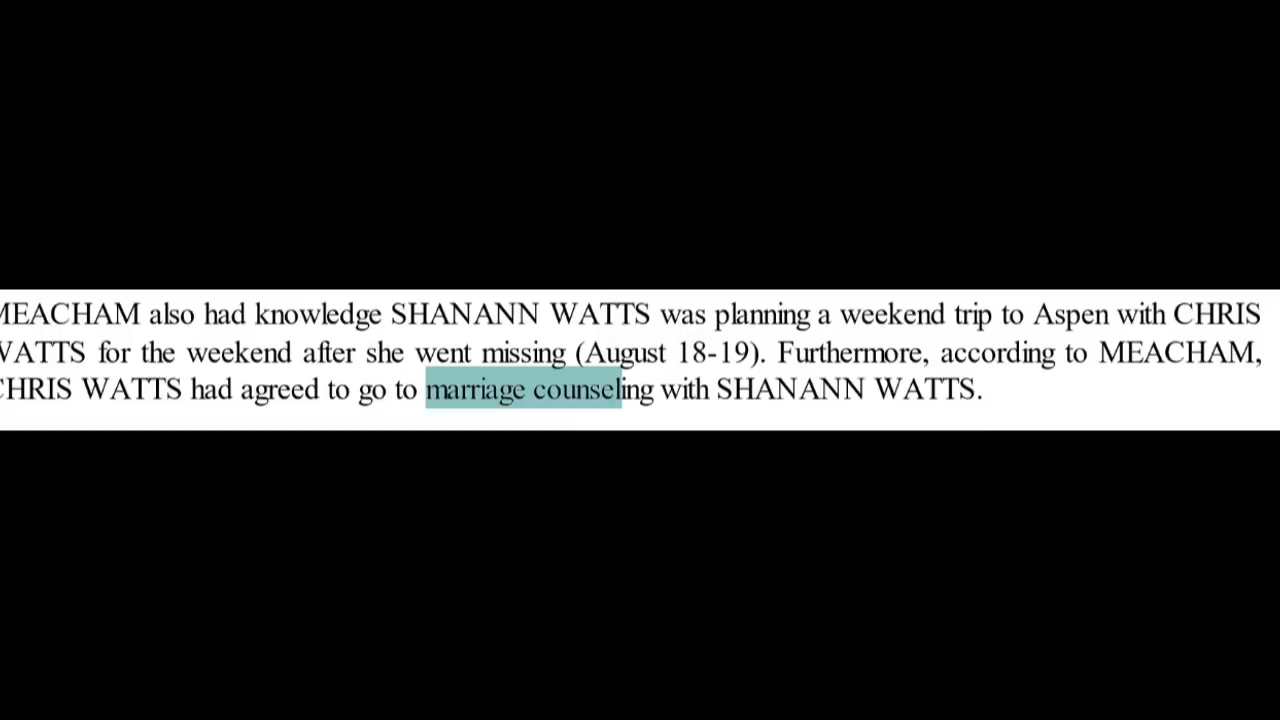 MEACHAM also had knowledge SHANANN WATTS was planning a weekend trip to Aspen with CHRIS
WATTS for the weekend after she went missing (August 18-19). Furthermore, according to MEACHAM,
CHRIS WATTS had agreed to go to marriage counseling with SHANANN WATTS.